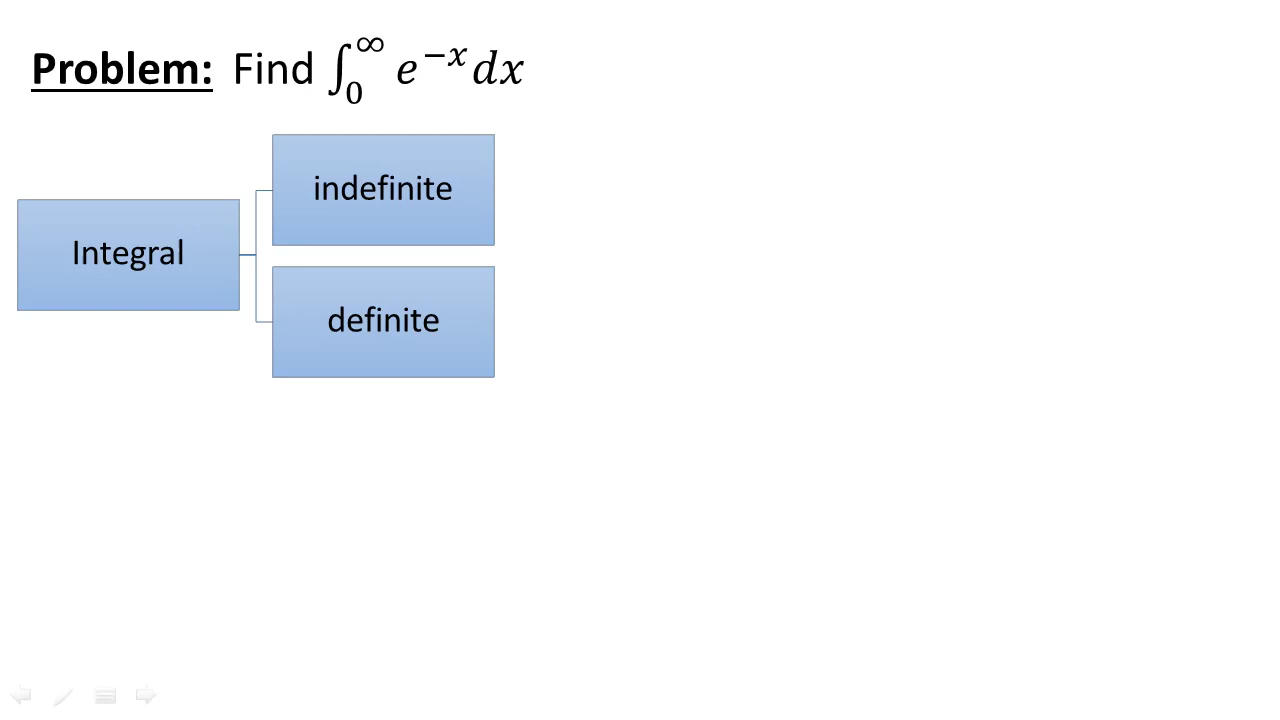 Problem: Find ∫₀^∞ e^{−x} dx
indefinite
Integral
definite